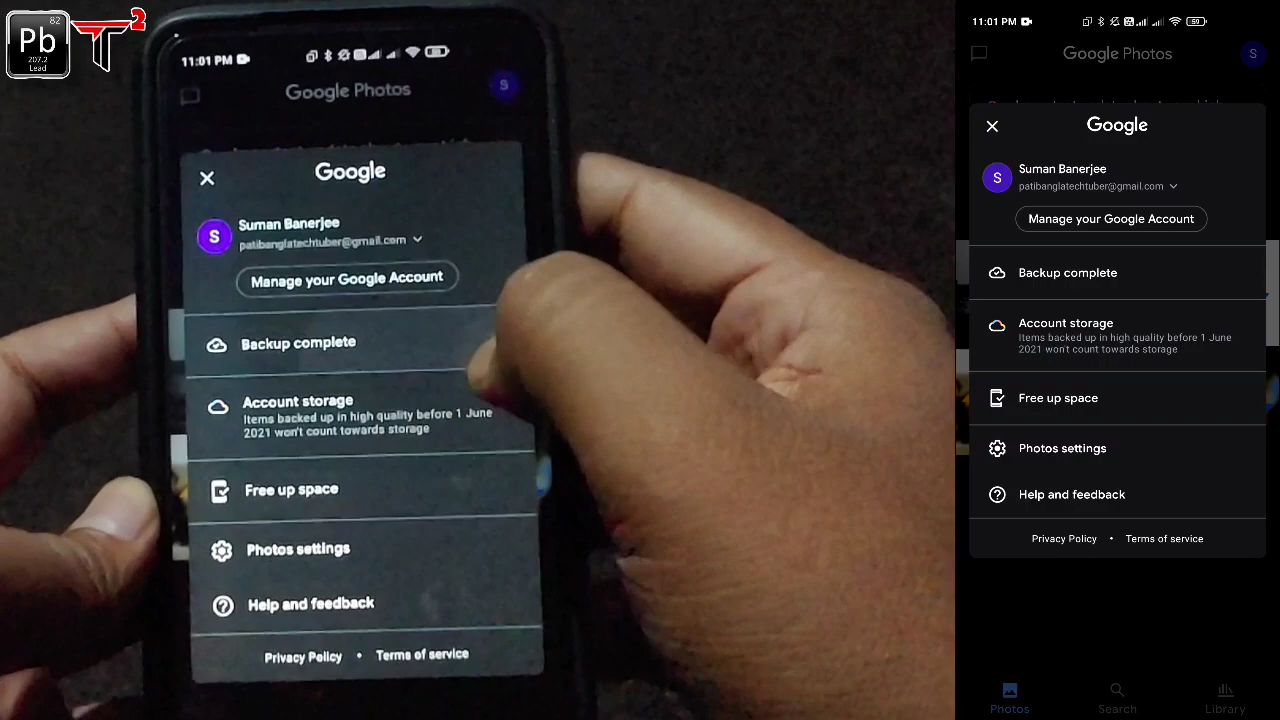 82
Pb
207.2
Lead
T2
11:01 PM
Google Photos
S
Google
Suman Banerjee
S
patibanglatechtuber@gmail.com
Manage your Google Account
Backup complete
Account storage
Items backed up in high quality before 1 June
2021 won't count towards storage
Free up space
Photos settings
Help and feedback
Privacy Policy • Terms of service
11:01 PM
59
Google Photos
S
Google
Suman Banerjee
S
patibanglatechtuber@gmail.com
Manage your Google Account
Backup complete
Account storage
Items backed up in high quality before 1 June
2021 won't count towards storage
Free up space
Photos settings
Help and feedback
Privacy Policy • Terms of service
Photos
Search
Library